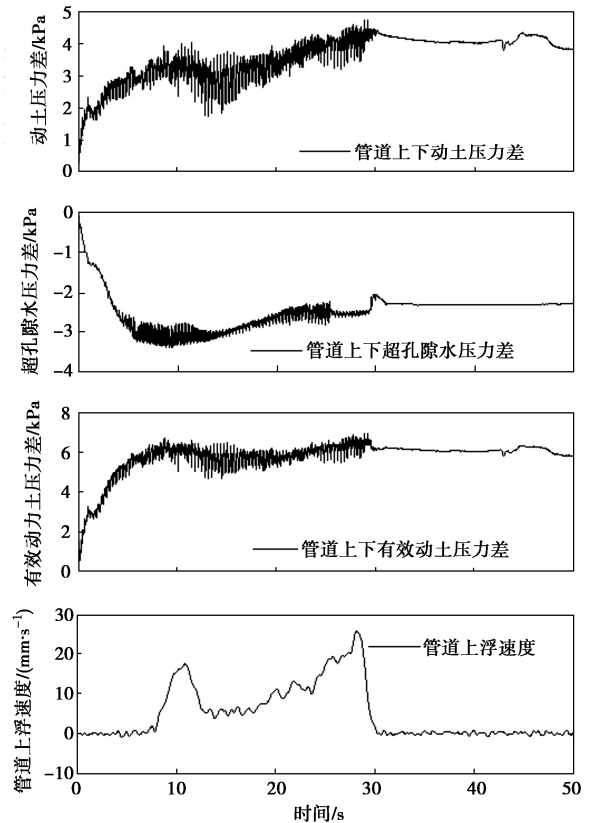 动土压力差/kPa
5
4
3
2
1
0
管道上下动土压力差
超孔隙水压力差/kPa
0
-1
-2
-3
-4
管道上下超孔隙水压力差
有效动力土压力差/kPa
8
6
4
2
0
管道上下有效动土压力差
管道上浮速度/(mm·s⁻¹)
30
20
10
0
-10
管道上浮速度
0 10 20 30 40 50
时间/s